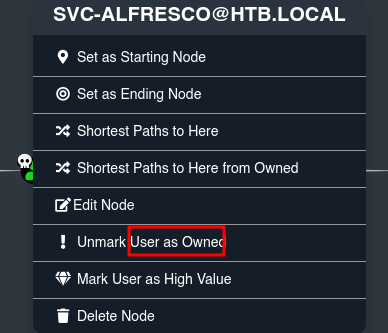 SVC-ALFRESCO@HTB.LOCAL
Set as Starting Node
Set as Ending Node
Shortest Paths to Here
Shortest Paths to Here from Owned
Edit Node
Unmark User as Owned
Mark User as High Value
Delete Node